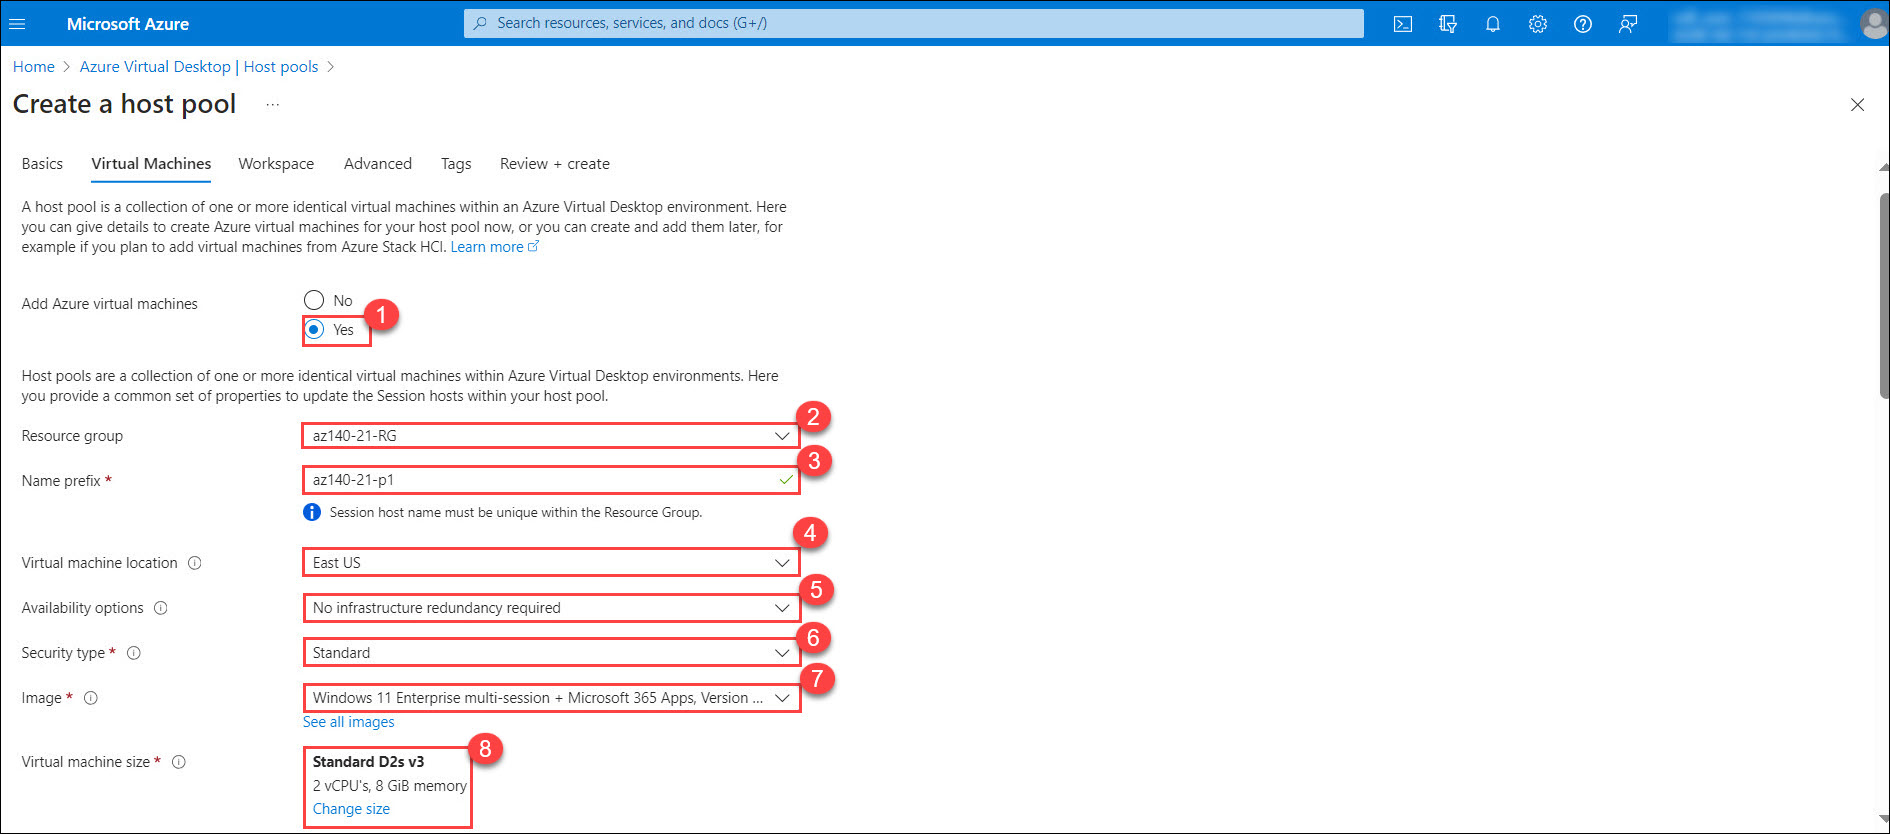 Microsoft Azure
Search resources, services, and docs (G+/)
Home > Azure Virtual Desktop | Host pools >
Create a host pool ...
Basics Virtual Machines Workspace Advanced Tags Review + create
A host pool is a collection of one or more identical virtual machines within an Azure Virtual Desktop environment. Here
you can give details to create Azure virtual machines for your host pool now, or you can create and add them later, for
example if you plan to add virtual machines from Azure Stack HCI. Learn more
Add Azure virtual machines
No
Yes
1
Host pools are a collection of one or more identical virtual machines within Azure Virtual Desktop environments. Here
you provide a common set of properties to update the Session hosts within your host pool.
Resource group az140-21-RG 2
Name prefix * az140-21-p1 3
Session host name must be unique within the Resource Group.
Virtual machine location East US 4
Availability options No infrastructure redundancy required 5
Security type * Standard 6
Image * Windows 11 Enterprise multi-session + Microsoft 365 Apps, Version ... 7
See all images
Virtual machine size * Standard D2s v3 8
2 vCPU's, 8 GiB memory
Change size